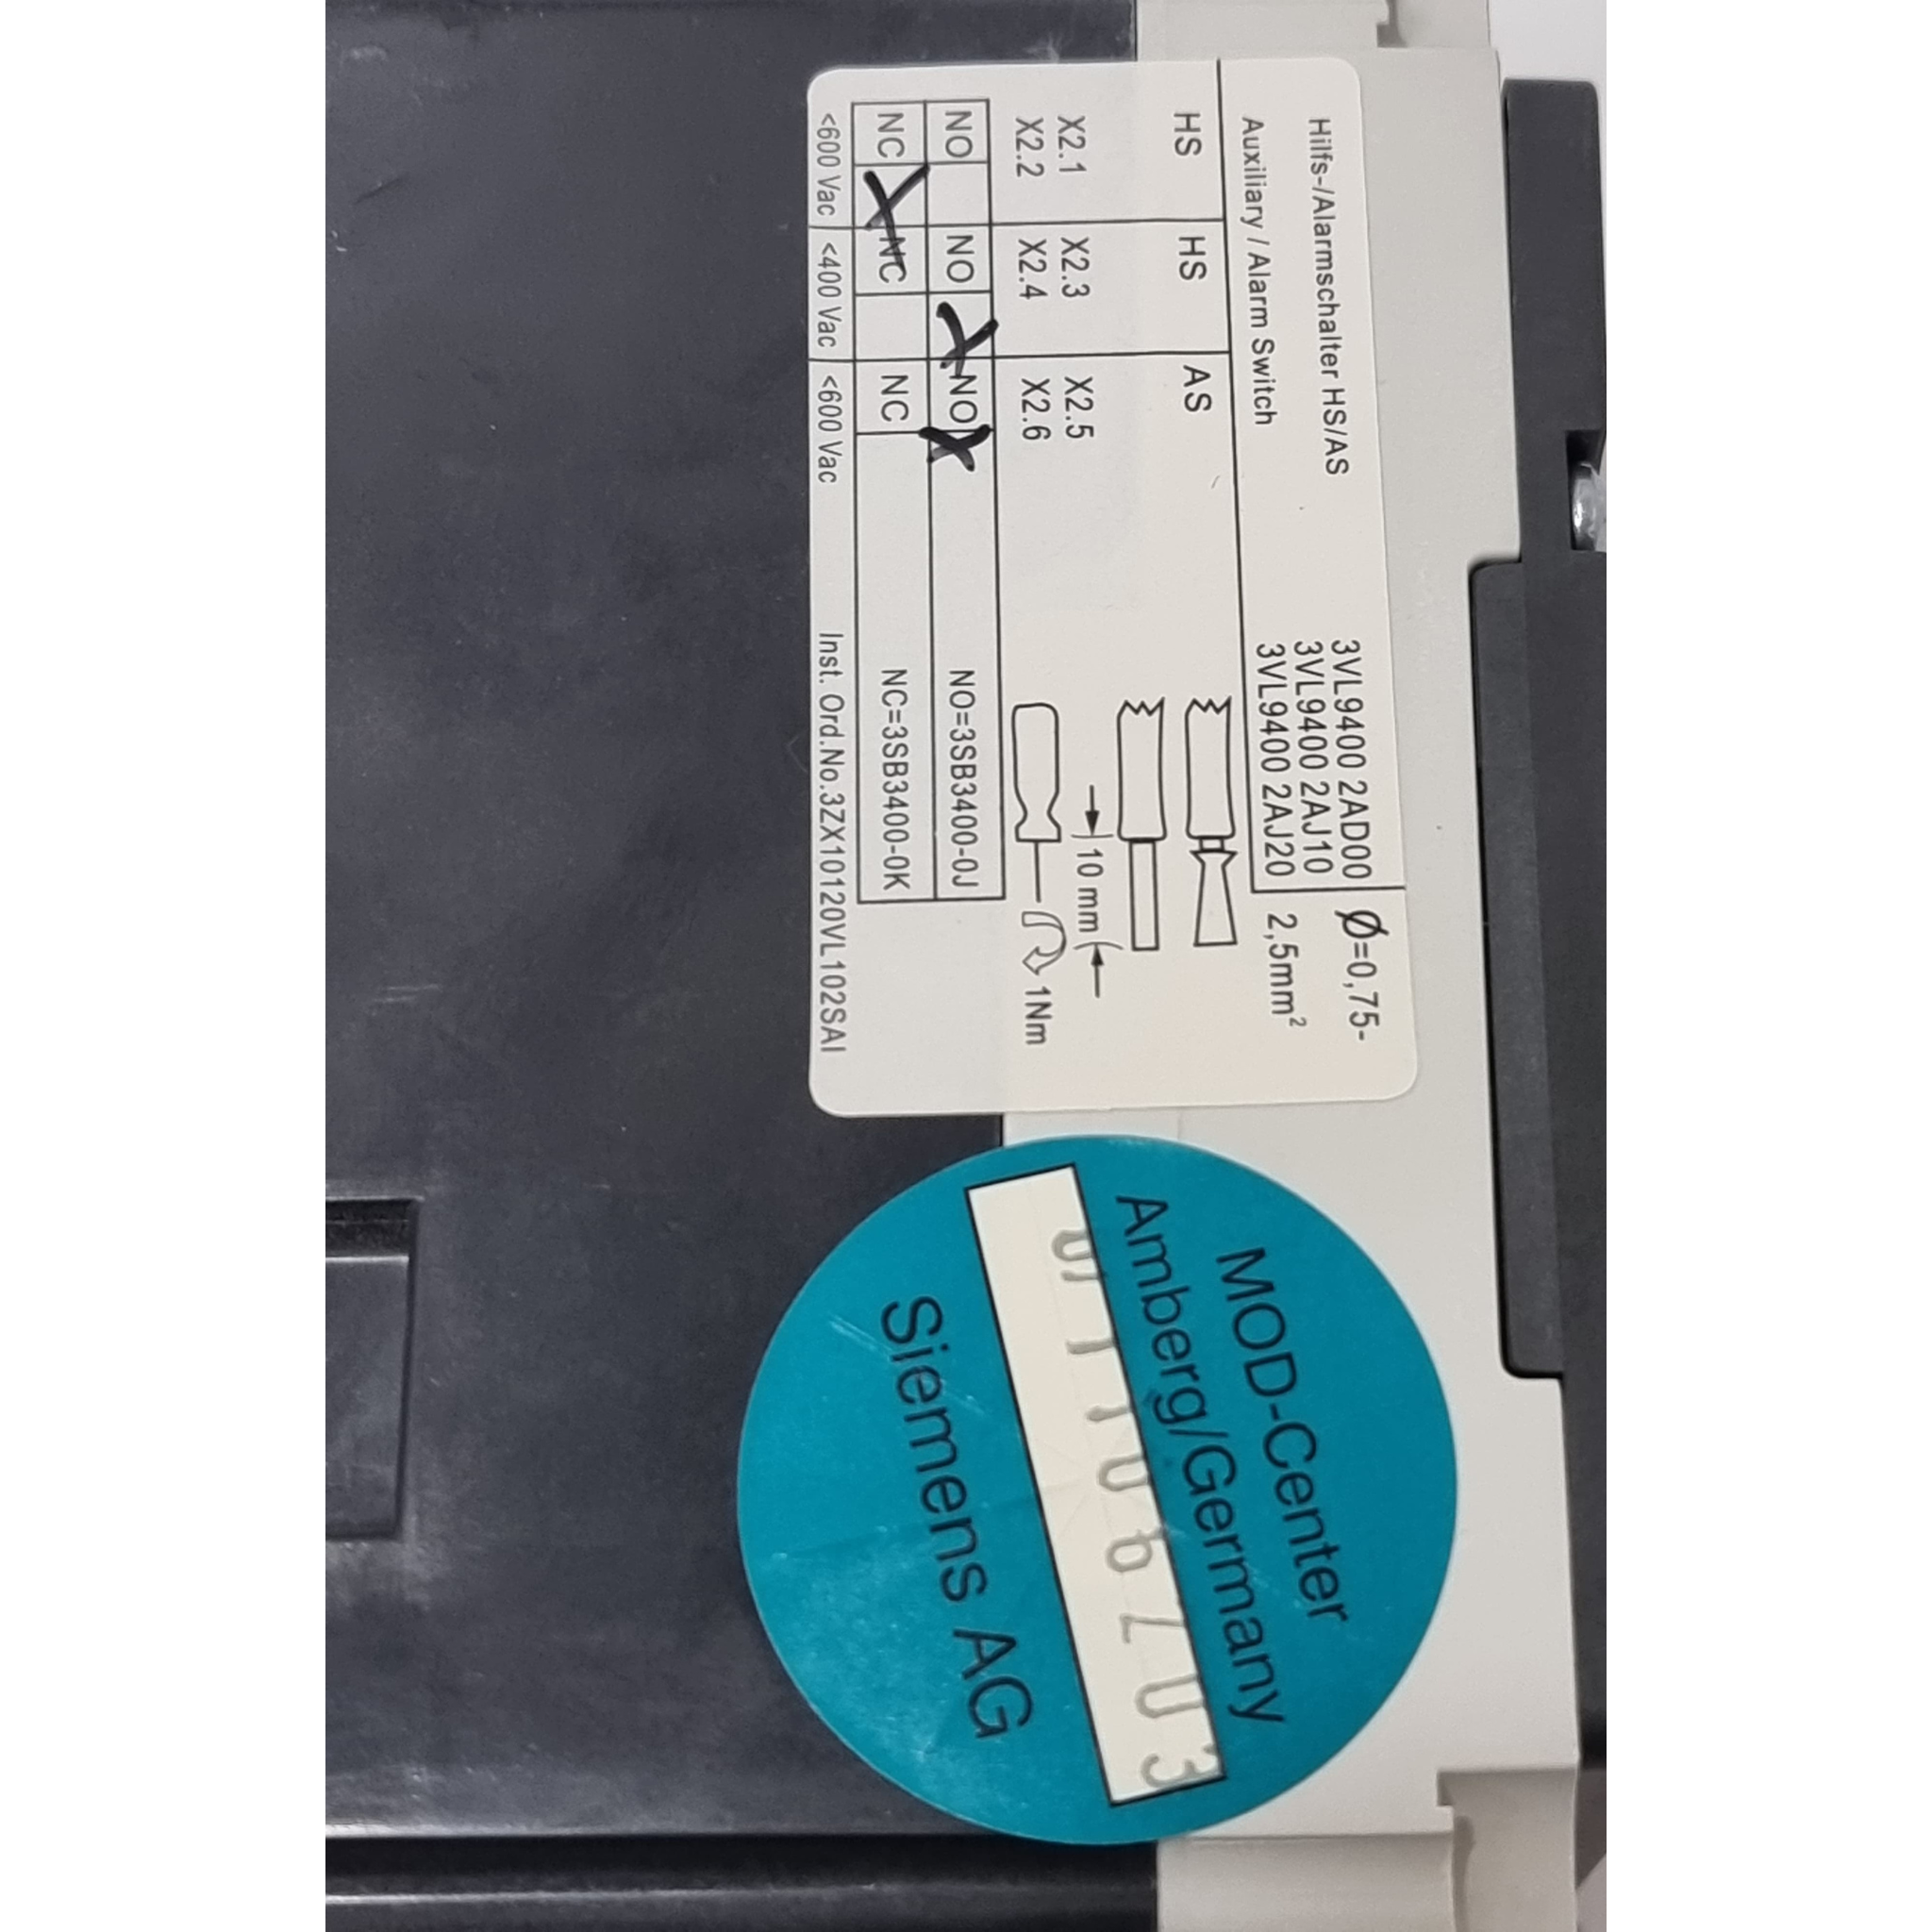 Hilfs-/Alarmschalter HS/AS
Auxiliary / Alarm Switch
3VL9400 2AD00
3VL9400 2AJ10
3VL9400 2AJ20
Ø=0,75-
2,5mm²
HS HS AS
X2.1 X2.3 X2.5
X2.2 X2.4 X2.6
10 mm
1Nm
NO NO NO NO=3SB3400-0J
NC NC NC NC=3SB3400-0K
<600 Vac <400 Vac <600 Vac Inst. Ord.No.3ZX10120VL102SAI
MOD-Center
Amberg/Germany
Siemens AG